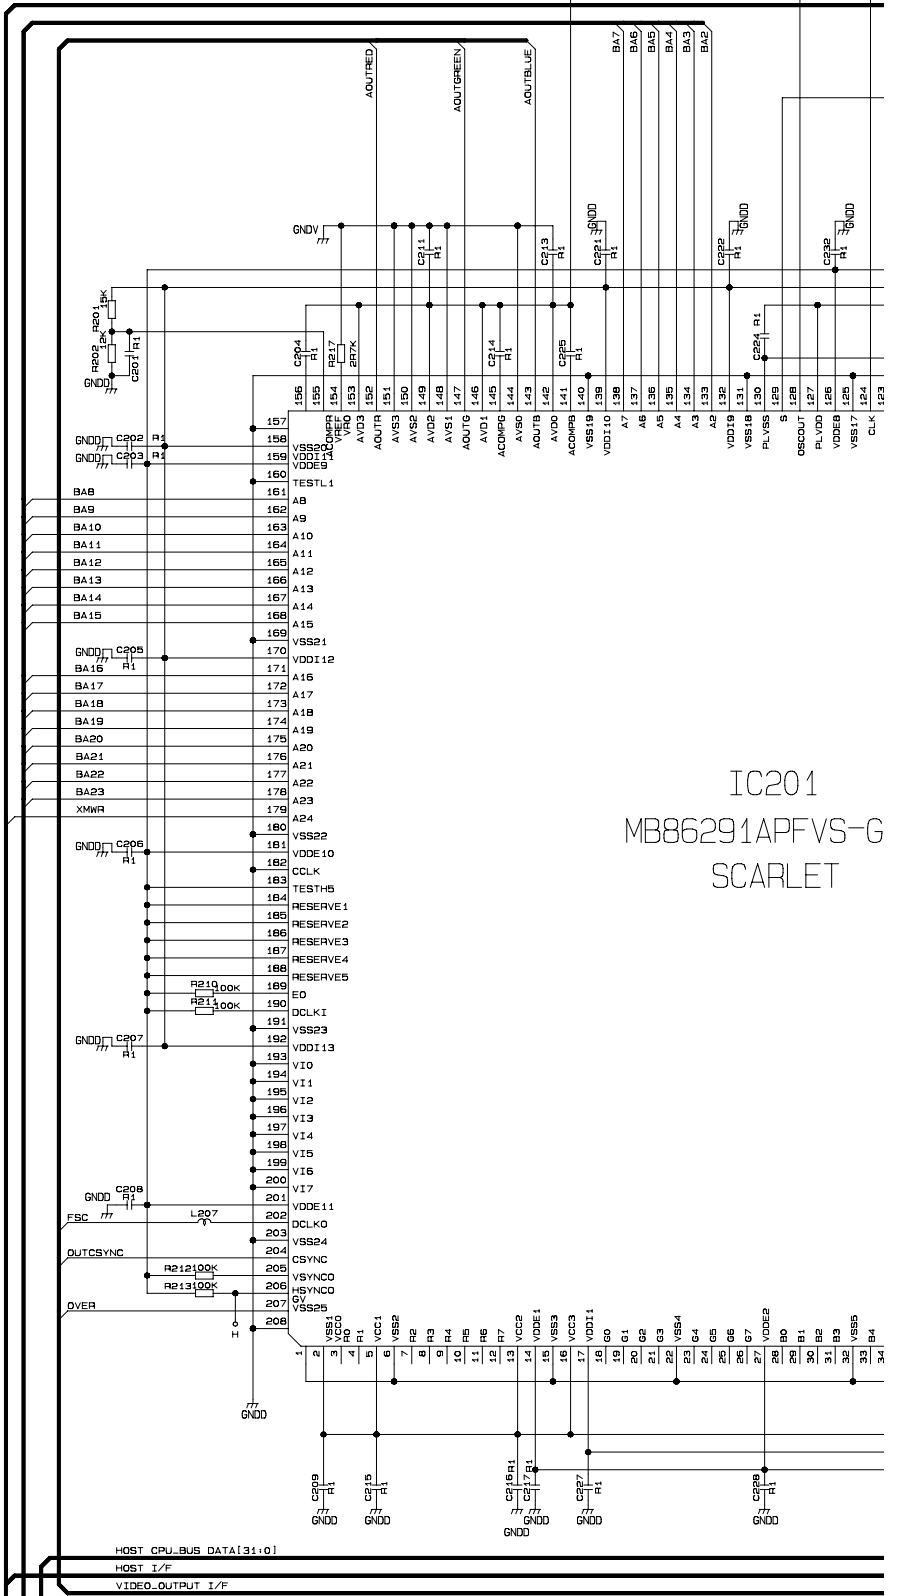 BA7 BA6 BA5 BA4 BA3 BA2
AOUTRED AOUTGREEN AOUTBLUE
GNDV C211 R1 C213 R1 GNDD C221 R1 GNDD C222 R1 GNDD C232 R1
R201 15K
R202 12K C201 R1 GNDD
C204 R1 R217 2R7K C214 R1 C225 R1 C224 R1
156 155 154 153 152 151 150 149 148 147 146 145 144 143 142 141 140 139 138 137 136 135 134 133 132 131 130 129 128 127 126 125 124 123
ACOMPR VREF VRO AVD3 AOUTR AVS3 AVS2 AVD2 AVS1 AOUTG AVD1 ACOMPG AVS0 AOUTB AVD0 ACOMPB VSS19 VDDI10 A7 A6 A5 A4 A3 A2 VDDI9 VSS18 PLVSS S OSCOUT PLVDD VDDE8 VSS17 CLK
157
GNDD C202 R1 158 VSS20
GNDD C203 R1 159 VDDI11
VDDE9
160 TESTL1
BA8 161 A8
BA9 162 A9
BA10 163 A10
BA11 164 A11
BA12 165 A12
BA13 166 A13
BA14 167 A14
BA15 168 A15
169 VSS21
GNDD C205 R1 170 VDDI12
BA16 171 A16
BA17 172 A17
BA18 173 A18
BA19 174 A19
BA20 175 A20
BA21 176 A21
BA22 177 A22
BA23 178 A23
XMWR 179 A24
180 VSS22
GNDD C206 R1 181 VDDE10
182 CCLK
183 TESTH5
184 RESERVE1
185 RESERVE2
186 RESERVE3
187 RESERVE4
188 RESERVE5
R210 100K 189 EO
R211 100K 190 DCLKI
191 VSS23
GNDD C207 R1 192 VDDI13
193 VI0
194 VI1
195 VI2
196 VI3
197 VI4
198 VI5
199 VI6
200 VI7
GNDD C208 R1 201 VDDE11
FSC L207 202 DCLKO
203 VSS24
OUTCSYNC 204 CSYNC
R212 100K 205 VSYNCO
R213 100K 206 HSYNCO
GV
OVER 207 VSS25
H 208
IC201
MB86291APFVS-G
SCARLET
VSS1 VCC0 R0 R1 VCC1 VSS2 R2 R3 R4 R5 R6 R7 VCC2 VDDE1 VSS3 VCC3 VDDI1 G0 G1 G2 G3 VSS4 G4 G5 G6 G7 VDDE2 B0 B1 B2 B3 VSS5 B4
1 2 3 4 5 6 7 8 9 10 11 12 13 14 15 16 17 18 19 20 21 22 23 24 25 26 27 28 29 30 31 32 33 34
GNDD
C209 R1 C215 R1 C216 R1 C217 R1 C227 R1 C228 R1
GNDD GNDD GNDD GNDD GNDD GNDD
HOST CPU_BUS DATA[31:0]
HOST I/F
VIDEO_OUTPUT I/F